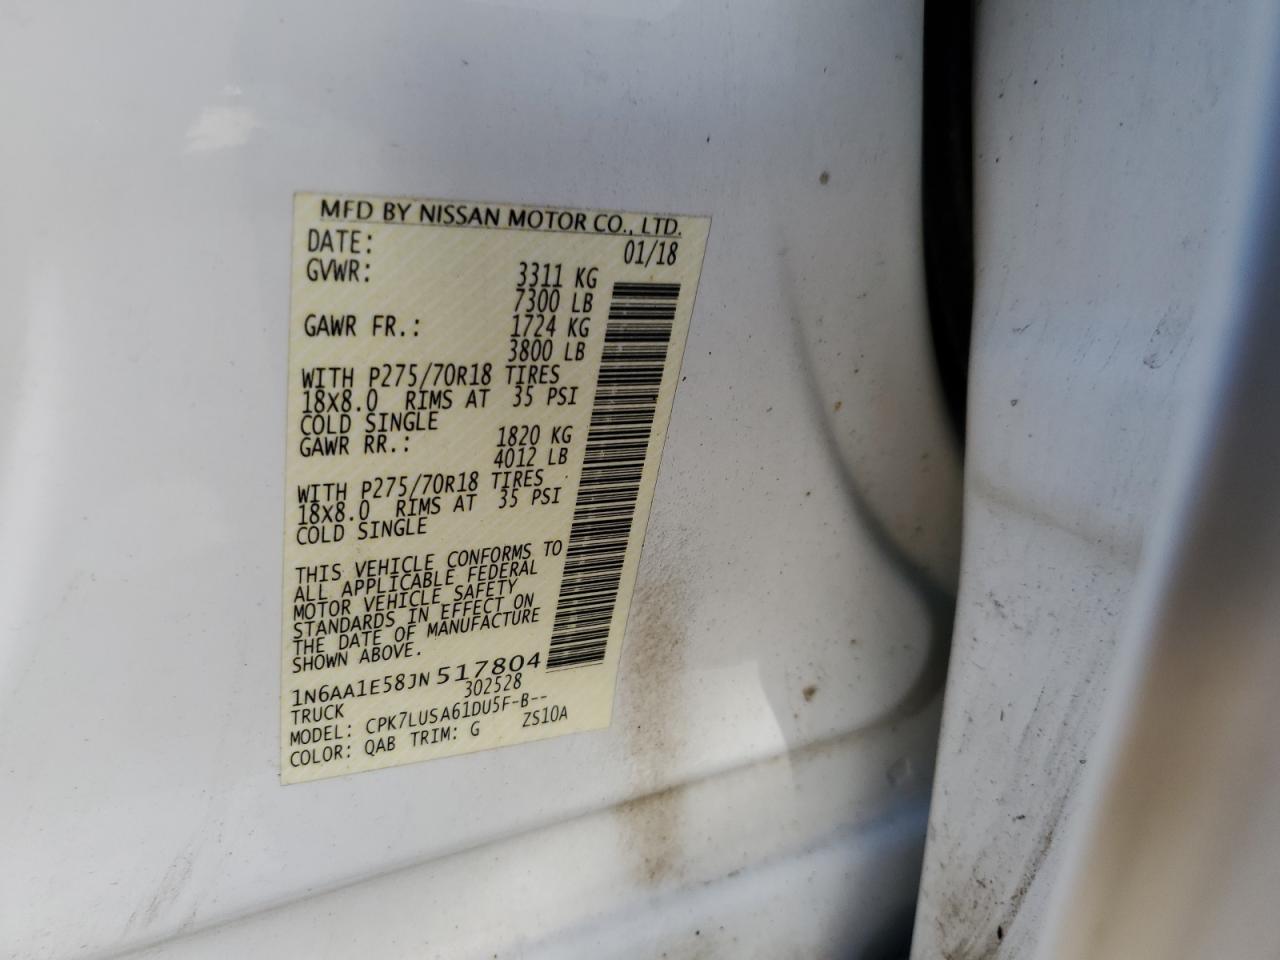 MFD BY NISSAN MOTOR CO., LTD.
DATE: 01/18
GVWR: 3311 KG
7300 LB
GAWR FR.: 1724 KG
3800 LB
WITH P275/70R18 TIRES
18X8.0 RIMS AT 35 PSI
COLD SINGLE
GAWR RR.: 1820 KG
4012 LB
WITH P275/70R18 TIRES
18X8.0 RIMS AT 35 PSI
COLD SINGLE
THIS VEHICLE CONFORMS TO
ALL APPLICABLE FEDERAL
MOTOR VEHICLE SAFETY
STANDARDS IN EFFECT ON
THE DATE OF MANUFACTURE
SHOWN ABOVE.
1N6AA1E58JN517804
TRUCK 302528
MODEL: CPK7LUSA61DU5F-B--
COLOR: QAB TRIM: G ZS10A